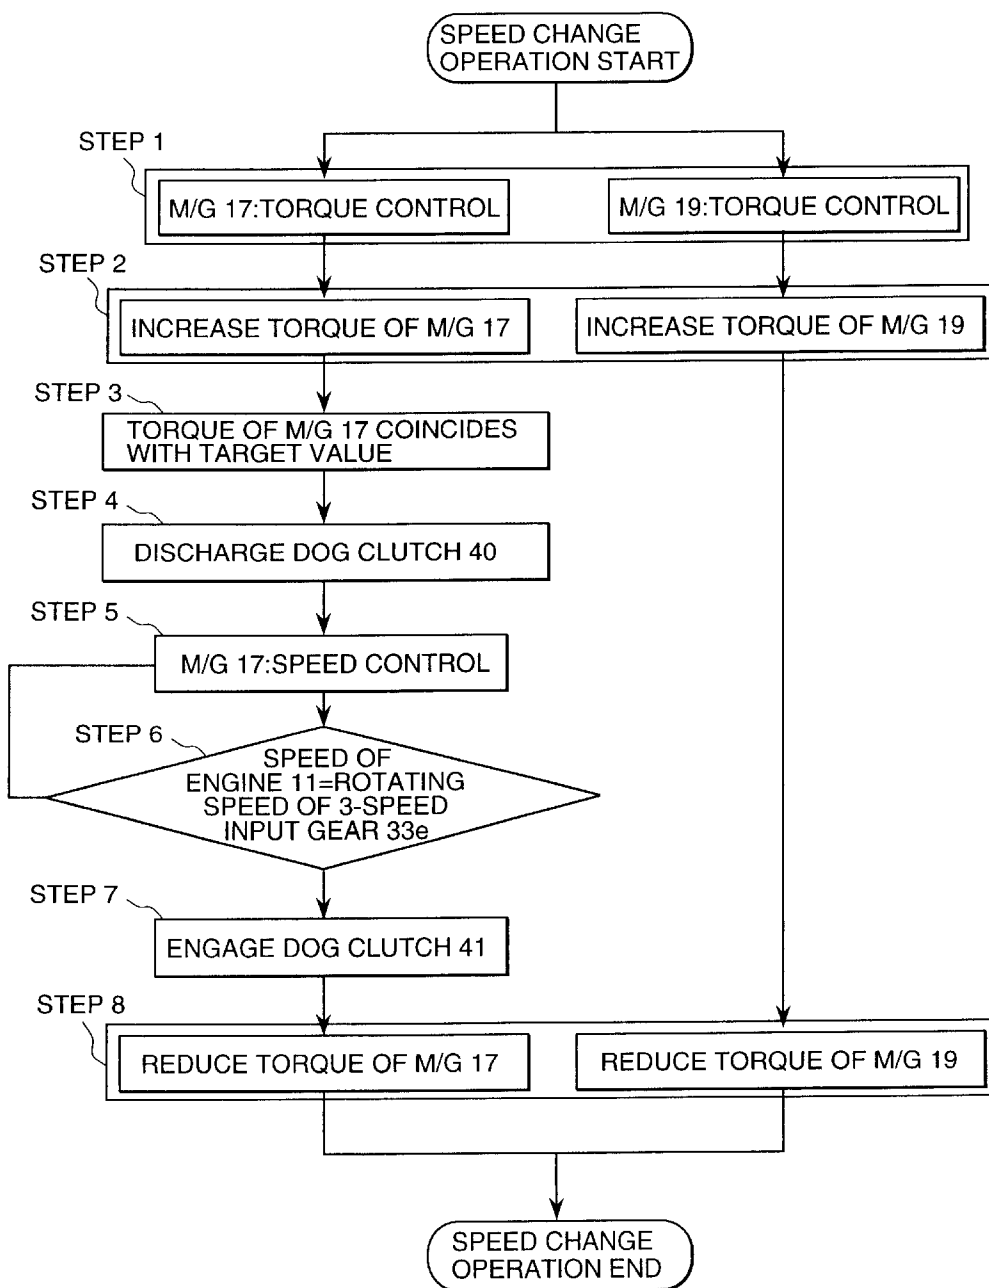 SPEED CHANGE
OPERATION START
STEP 1
M/G 17:TORQUE CONTROL
M/G 19:TORQUE CONTROL
STEP 2
INCREASE TORQUE OF M/G 17
INCREASE TORQUE OF M/G 19
STEP 3
TORQUE OF M/G 17 COINCIDES
WITH TARGET VALUE
STEP 4
DISCHARGE DOG CLUTCH 40
STEP 5
M/G 17:SPEED CONTROL
STEP 6
SPEED OF
ENGINE 11=ROTATING
SPEED OF 3-SPEED
INPUT GEAR 33e
STEP 7
ENGAGE DOG CLUTCH 41
STEP 8
REDUCE TORQUE OF M/G 17
REDUCE TORQUE OF M/G 19
SPEED CHANGE
OPERATION END